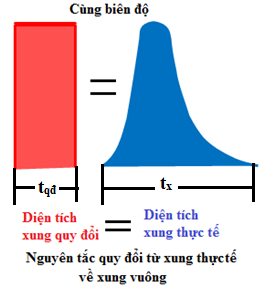 Cùng biên độ
=
tqđ
tx
Diện tích = Diện tích
xung quy đổi xung thực tế
Nguyên tắc quy đổi từ xung thực tế
về xung vuông